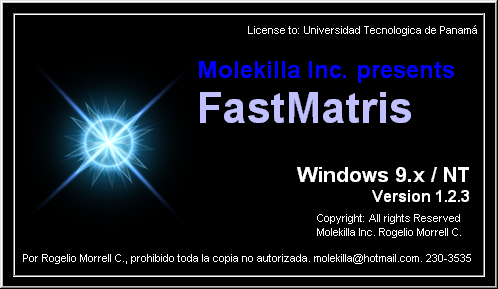 License to: Universidad Tecnologica de Panamá
Molekilla Inc. presents
FastMatris
Windows 9.x / NT
Version 1.2.3
Copyright: All rights Reserved
Molekilla Inc. Rogelio Morrell C.
Por Rogelio Morrell C., prohibido toda la copia no autorizada. molekilla@hotmail.com. 230-3535